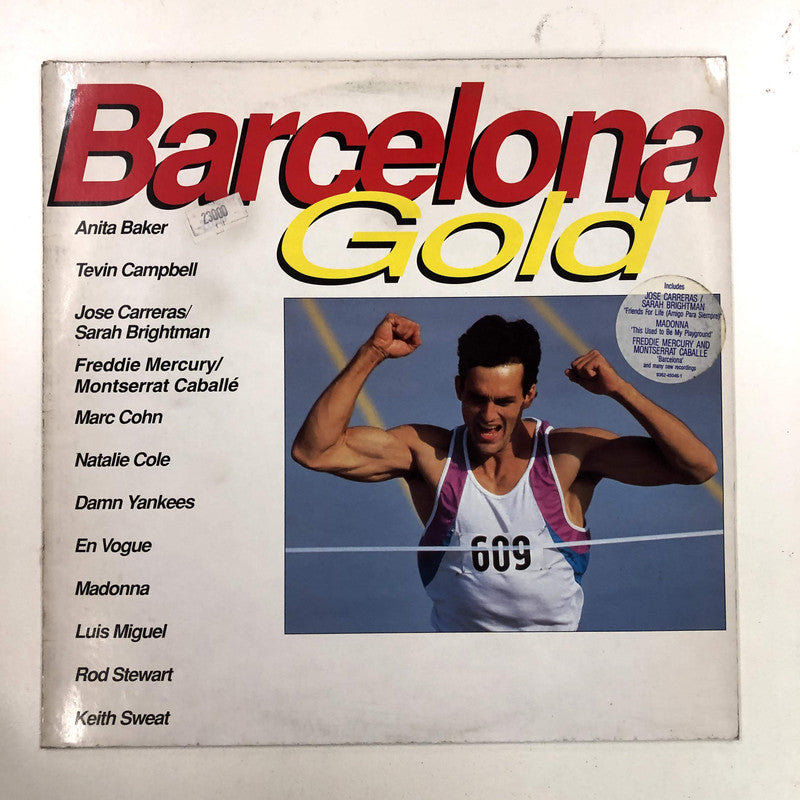 Barcelona
Gold
23000
Anita Baker
Tevin Campbell
Jose Carreras/
Sarah Brightman
Freddie Mercury/
Montserrat Caballé
Marc Cohn
Natalie Cole
Damn Yankees
En Vogue
Madonna
Luis Miguel
Rod Stewart
Keith Sweat
Includes
JOSE CARRERAS /
SARAH BRIGHTMAN
"Friends For Life (Amigo Para Siempre)"
MADONNA
"This Used to Be My Playground"
FREDDIE MERCURY AND
MONTSERRAT CABALLE
"Barcelona"
and many new recordings
9362-45046-1
609